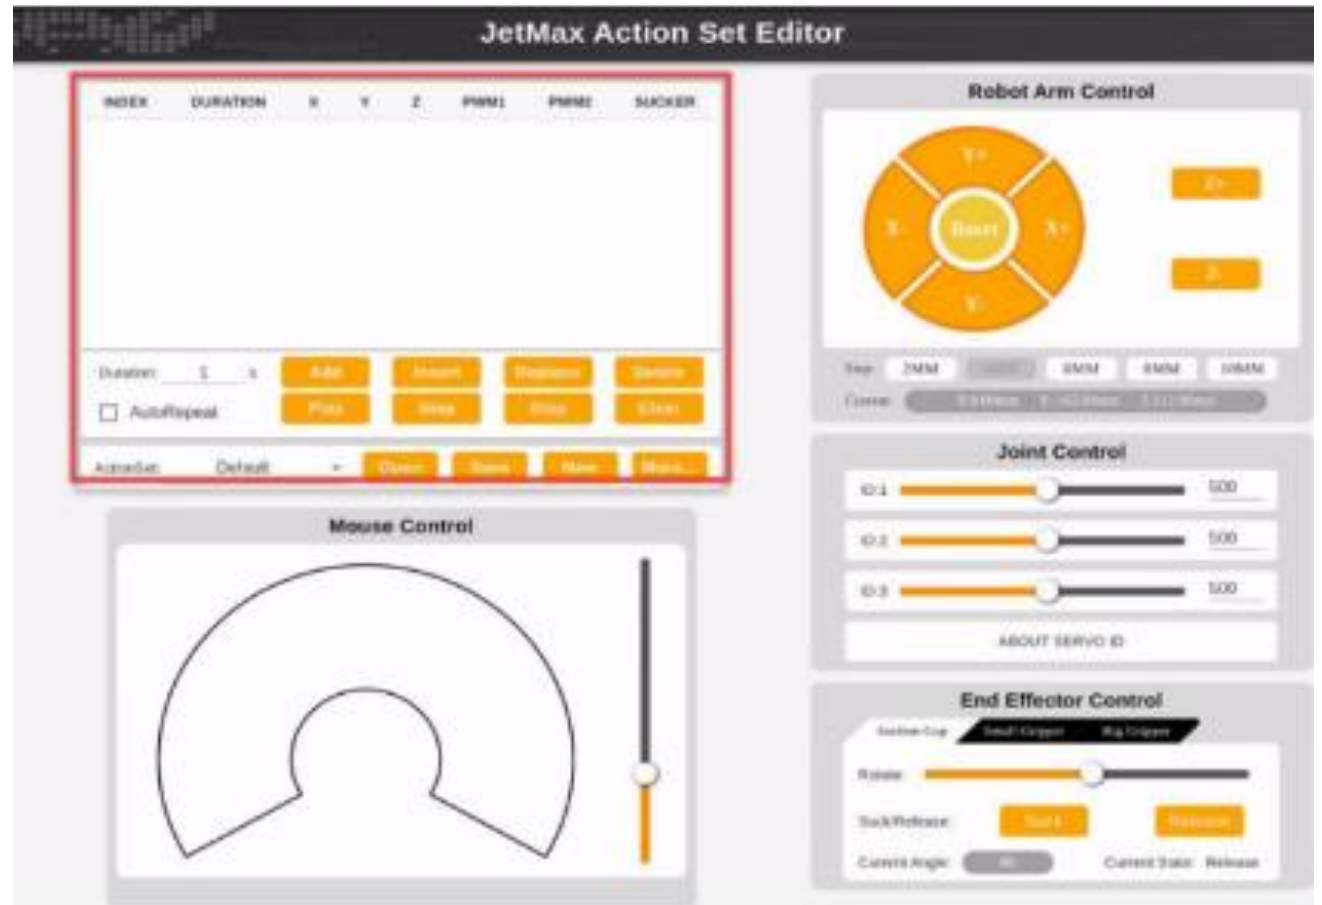 JetMax Action Set Editor
INDEX DURATION X Y Z PWM1 PWM2 SUCKER
Duration: 1 s Add Insert Replace Delete
AutoRepeat Play Stop Clear
ActionSet: Default Open Save New More...
Mouse Control
Robot Arm Control
Y+
X- Reset X+
Y-
Z+
Z-
Step: 2MM 6MM 8MM 10MM
Joint Control
ID:1 500
ID:2 500
ID:3 500
ABOUT SERVO ID
End Effector Control
Suction Cup Small Gripper Big Gripper
Rotate:
Suck/Release: Suck Release
Current Angle: Current State: Release